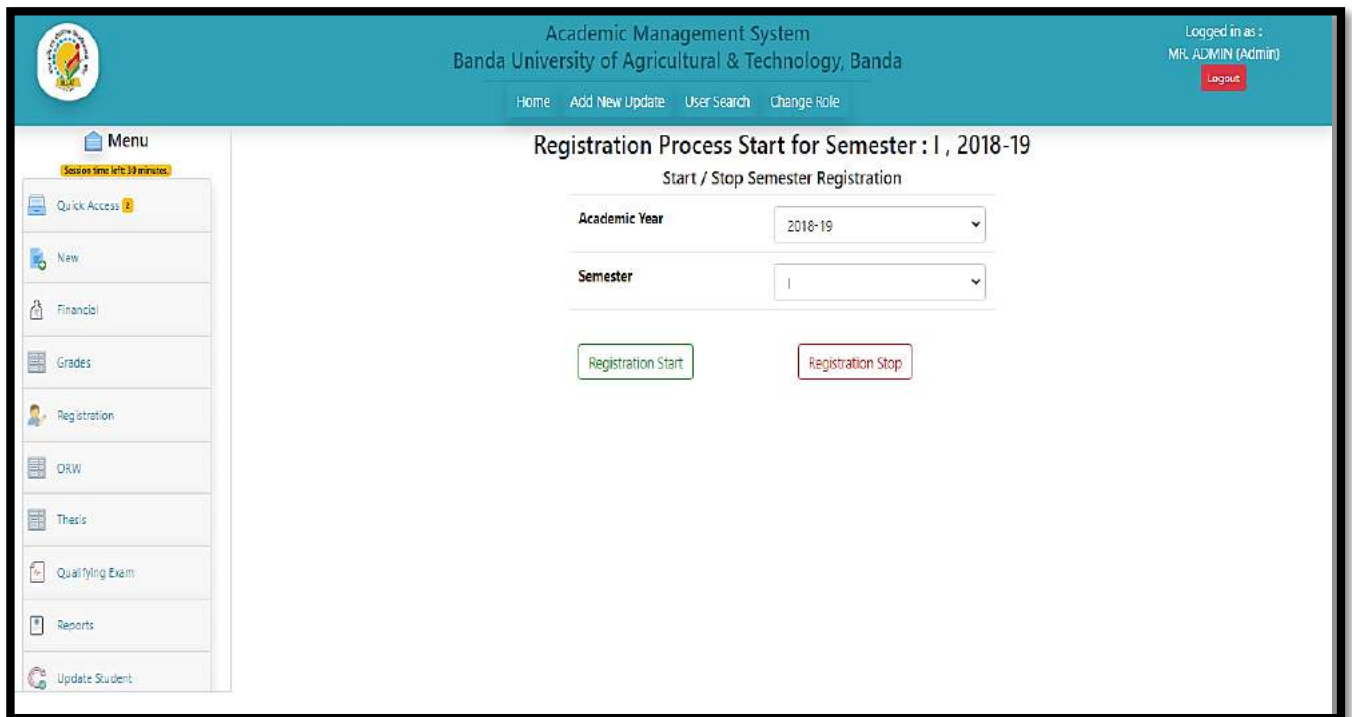 Academic Management System
Banda University of Agricultural & Technology, Banda
Logged in as :
MR. ADMIN (Admin)
Logout
Home Add New Update User Search Change Role
Menu
Session time left: 30 minutes.
Quick Access 2
New
Financial
Grades
Registration
ORW
Thesis
Qualifying Exam
Reports
Update Student
Registration Process Start for Semester : I , 2018-19
Start / Stop Semester Registration
Academic Year 2018-19
Semester I
Registration Start Registration Stop